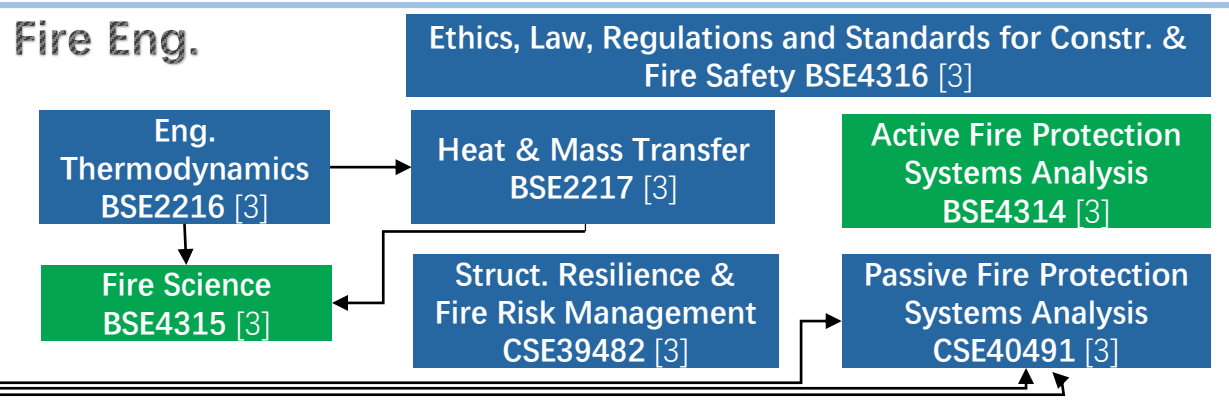 Fire Eng.
Ethics, Law, Regulations and Standards for Constr. &
Fire Safety BSE4316 [3]
Eng.
Thermodynamics
BSE2216 [3]
Heat & Mass Transfer
BSE2217 [3]
Active Fire Protection
Systems Analysis
BSE4314 [3]
Fire Science
BSE4315 [3]
Struct. Resilience &
Fire Risk Management
CSE39482 [3]
Passive Fire Protection
Systems Analysis
CSE40491 [3]